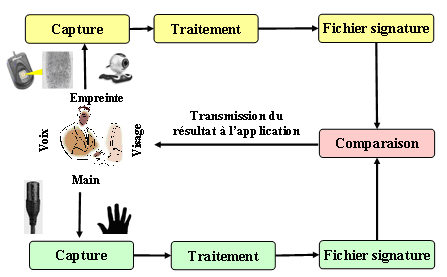 Capture
Traitement
Fichier signature
Empreinte
Voix
Visage
Main
Transmission du
résultat à l'application
Comparaison
Capture
Traitement
Fichier signature